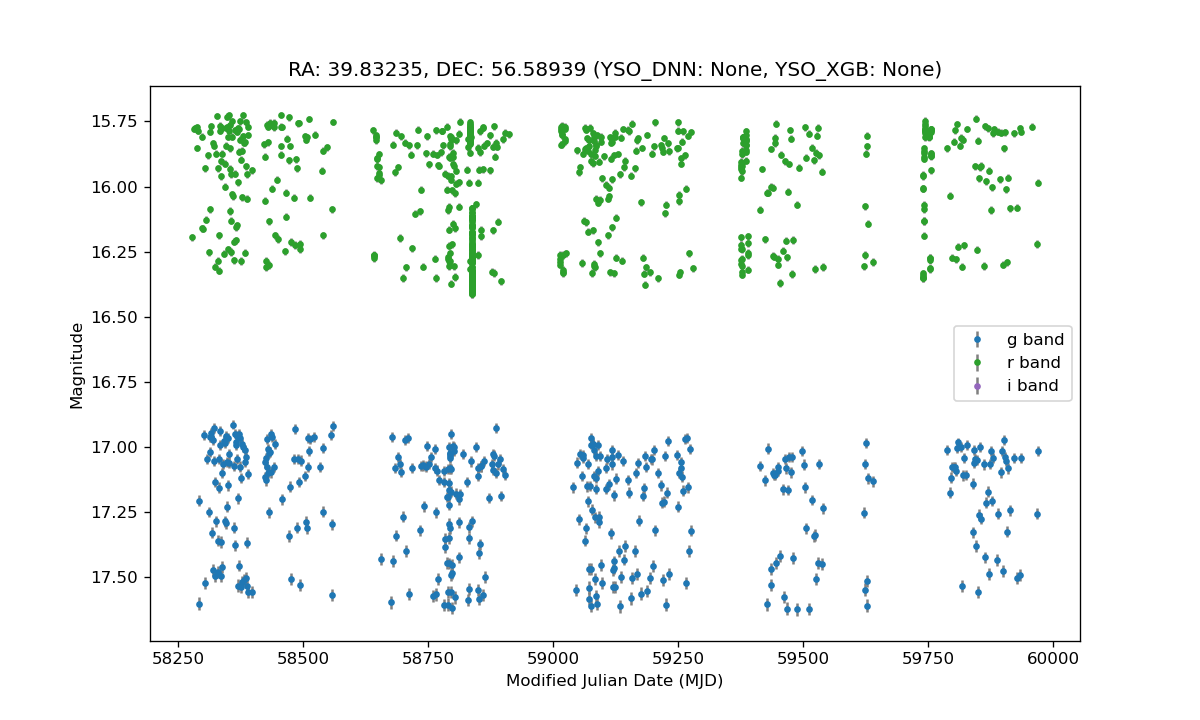 RA: 39.83235, DEC: 56.58939 (YSO_DNN: None, YSO_XGB: None)
15.75
16.00
16.25
16.50
16.75
17.00
17.25
17.50
Magnitude
g band
r band
i band
58250 58500 58750 59000 59250 59500 59750 60000
Modified Julian Date (MJD)